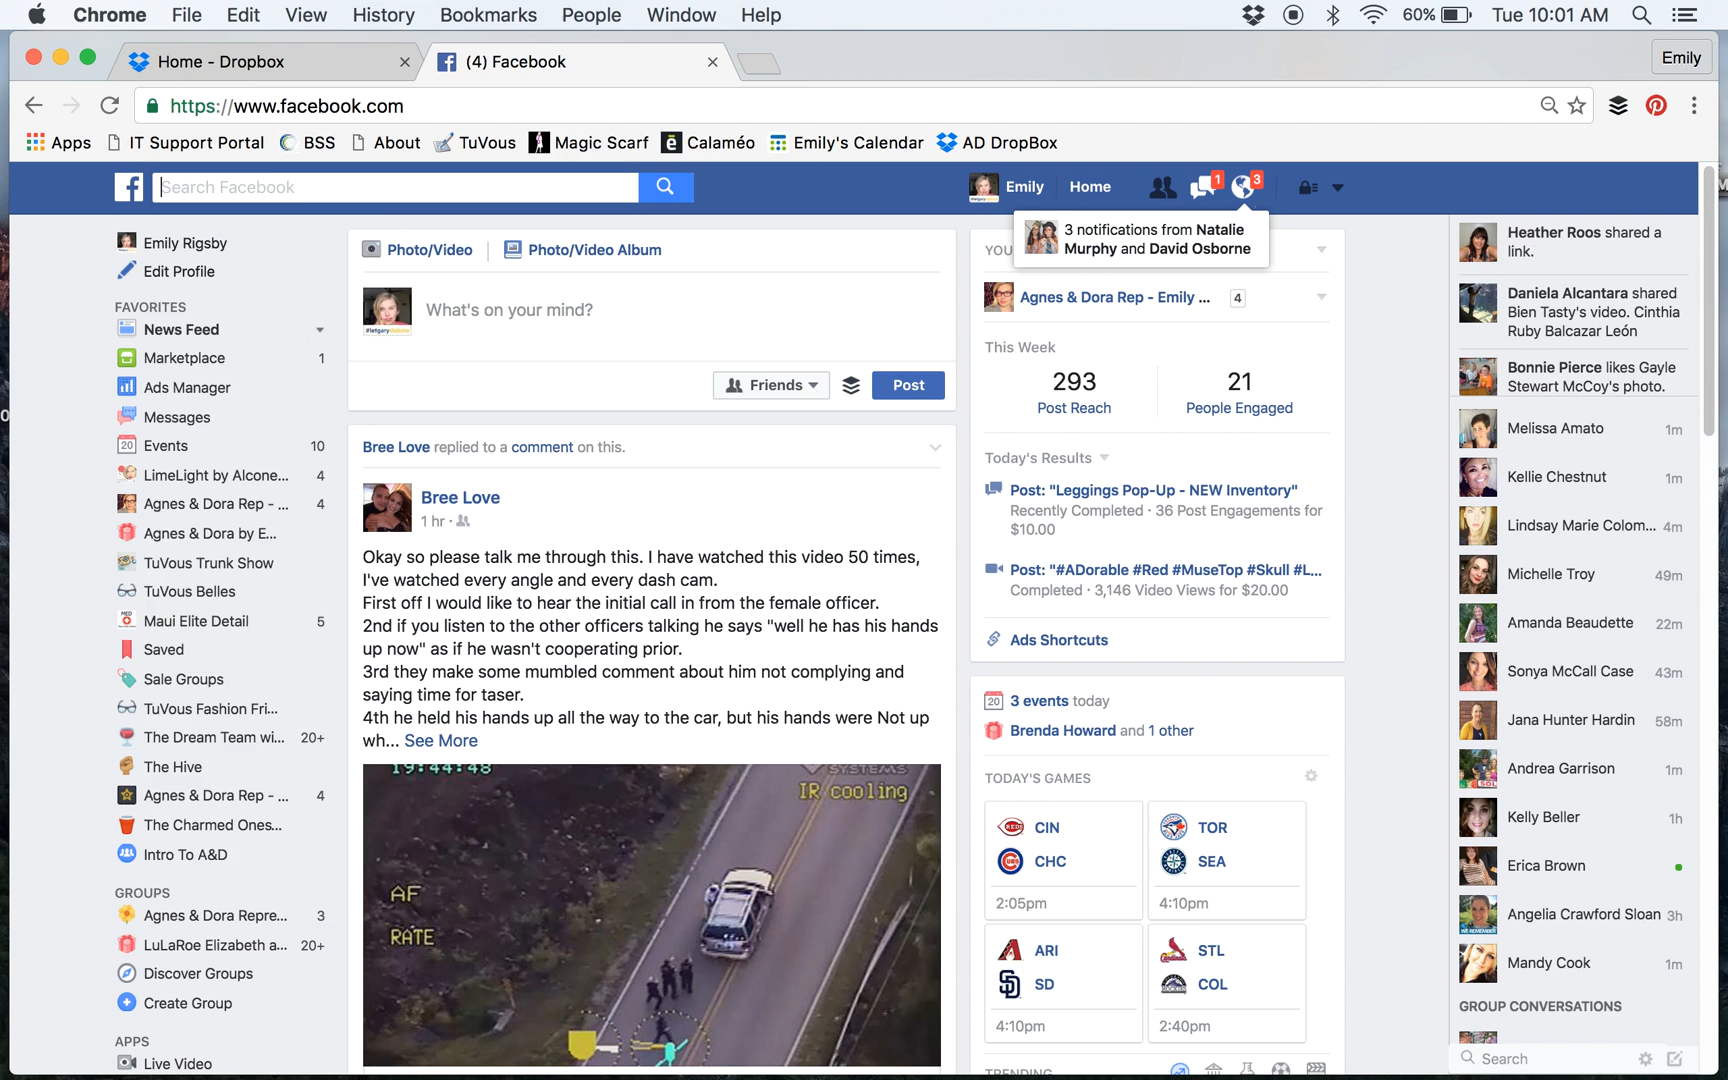 Chrome File Edit View History Bookmarks People Window Help
60% Tue 10:01 AM
Home - Dropbox
(4) Facebook
Emily
https://www.facebook.com
Apps IT Support Portal BSS About TuVous Magic Scarf Calaméo Emily's Calendar AD DropBox
Search Facebook
Emily Home 1 3
3 notifications from Natalie
Murphy and David Osborne
Emily Rigsby
Edit Profile
FAVORITES
News Feed
Marketplace 1
Ads Manager
Messages
Events 10
LimeLight by Alcone... 4
Agnes & Dora Rep - ... 4
Agnes & Dora by E...
TuVous Trunk Show
TuVous Belles
Maui Elite Detail 5
Saved
Sale Groups
TuVous Fashion Fri...
The Dream Team wi... 20+
The Hive
Agnes & Dora Rep - ... 4
The Charmed Ones...
Intro To A&D
GROUPS
Agnes & Dora Repre... 3
LuLaRoe Elizabeth a... 20+
Discover Groups
Create Group
APPS
Live Video
Photo/Video
Photo/Video Album
What's on your mind?
Friends
Post
Bree Love replied to a comment on this.
Bree Love
1 hr
Okay so please talk me through this. I have watched this video 50 times,
I've watched every angle and every dash cam.
First off I would like to hear the initial call in from the female officer.
2nd if you listen to the other officers talking he says "well he has his hands
up now" as if he wasn't cooperating prior.
3rd they make some mumbled comment about him not complying and
saying time for taser.
4th he held his hands up all the way to the car, but his hands were Not up
wh... See More
19:44:48
SYSTEMS
IR cooling
AF
RATE
YOU
Agnes & Dora Rep - Emily ... 4
This Week
293
Post Reach
21
People Engaged
Today's Results
Post: "Leggings Pop-Up - NEW Inventory"
Recently Completed · 36 Post Engagements for
$10.00
Post: "#ADorable #Red #MuseTop #Skull #L...
Completed · 3,146 Video Views for $20.00
Ads Shortcuts
3 events today
Brenda Howard and 1 other
TODAY'S GAMES
CIN
CHC
2:05pm
TOR
SEA
4:10pm
ARI
SD
4:10pm
STL
COL
2:40pm
TRENDING
Heather Roos shared a
link.
Daniela Alcantara shared
Bien Tasty's video. Cinthia
Ruby Balcazar León
Bonnie Pierce likes Gayle
Stewart McCoy's photo.
Melissa Amato 1m
Kellie Chestnut 1m
Lindsay Marie Colom... 4m
Michelle Troy 49m
Amanda Beaudette 22m
Sonya McCall Case 43m
Jana Hunter Hardin 58m
Andrea Garrison 1m
Kelly Beller 1h
Erica Brown
Angelia Crawford Sloan 3h
Mandy Cook 1m
GROUP CONVERSATIONS
Search